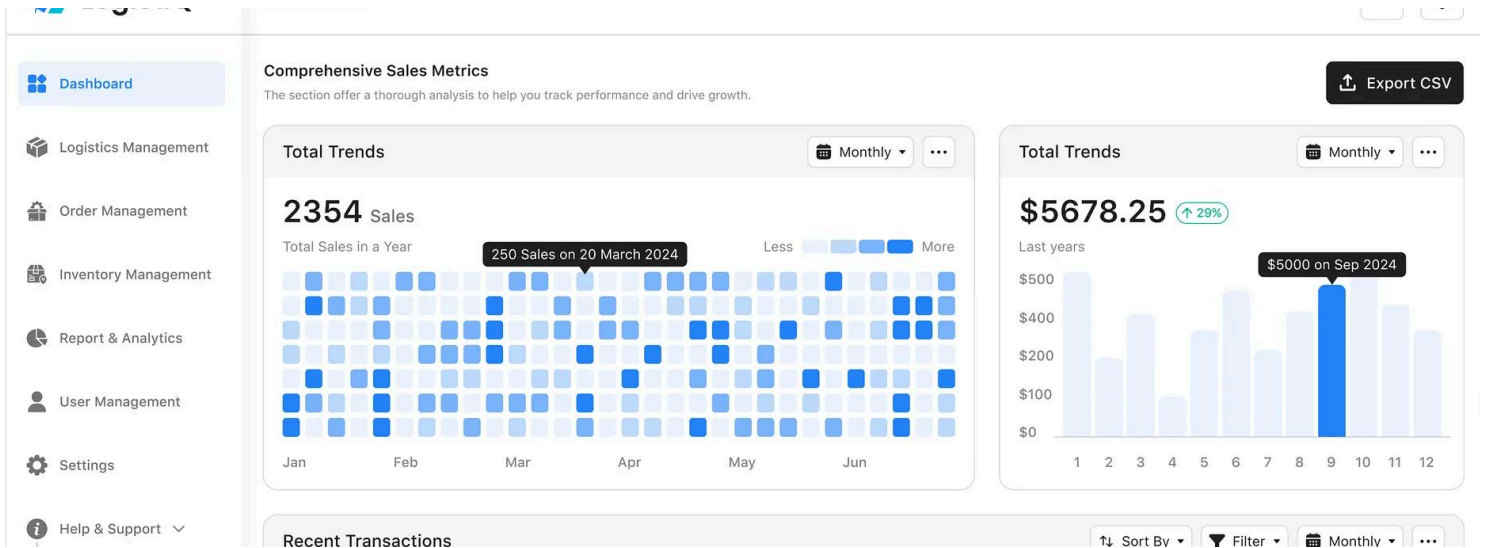 Dashboard
Logistics Management
Order Management
Inventory Management
Report & Analytics
User Management
Settings
Help & Support
Comprehensive Sales Metrics
The section offer a thorough analysis to help you track performance and drive growth.
Export CSV
Total Trends
Monthly
2354 Sales
Total Sales in a Year
Less More
250 Sales on 20 March 2024
Jan Feb Mar Apr May Jun
Total Trends
Monthly
$5678.25 ↑ 29%
Last years
$5000 on Sep 2024
$500
$400
$200
$100
$0
1 2 3 4 5 6 7 8 9 10 11 12
Recent Transactions
Sort By Filter Monthly